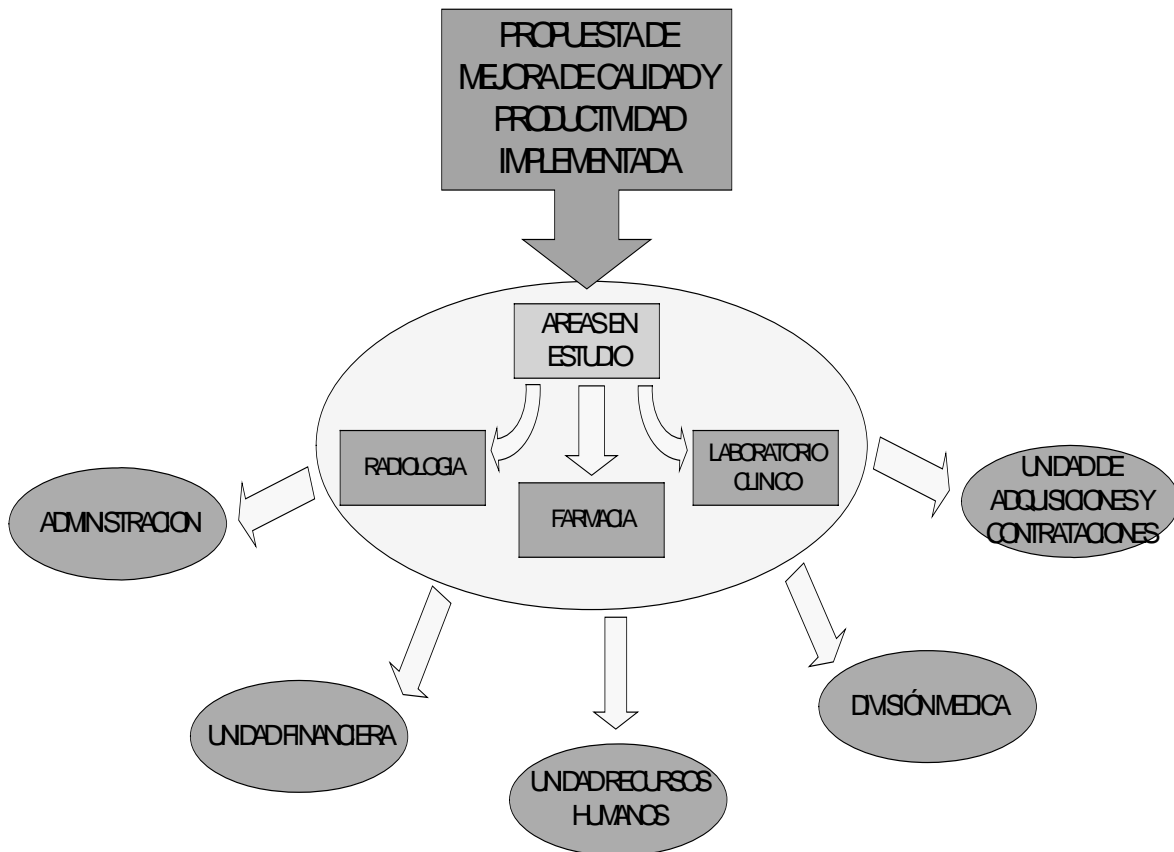 PROPUESTA DE
MEJORA DE CALIDAD Y
PRODUCTIVIDAD
IMPLEMENTADA
AREAS EN
ESTUDIO
RADIOLOGIA
LABORATORIO
CLINICO
FARMACIA
UNIDAD DE
ADQUISICIONES Y
CONTRATACIONES
ADMINISTRACION
DIVISIÓN MEDICA
UNIDAD FINANCIERA
UNIDAD RECURSOS
HUMANOS